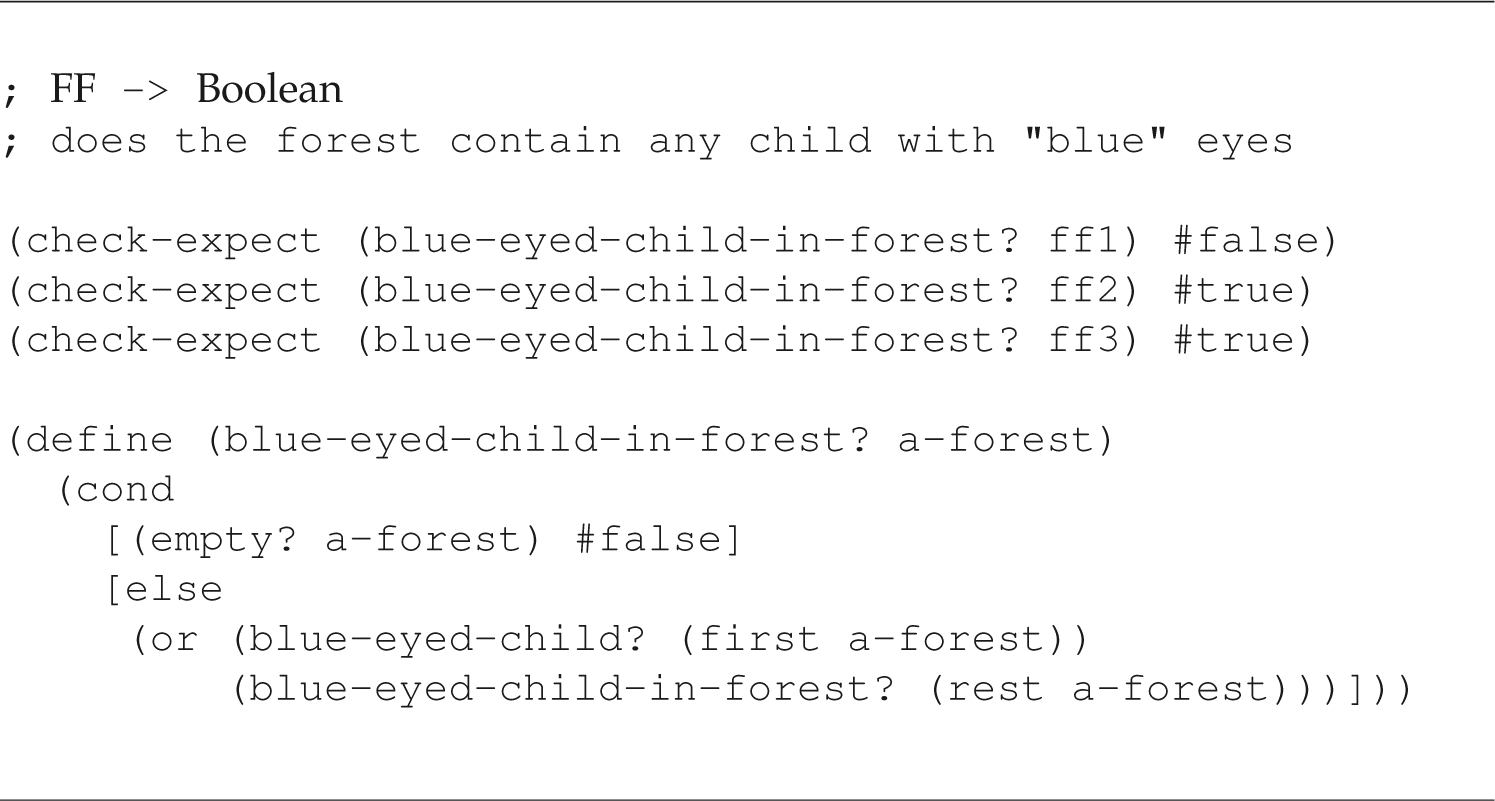 ; FF -> Boolean
; does the forest contain any child with "blue" eyes
(check-expect (blue-eyed-child-in-forest? ff1) #false)
(check-expect (blue-eyed-child-in-forest? ff2) #true)
(check-expect (blue-eyed-child-in-forest? ff3) #true)
(define (blue-eyed-child-in-forest? a-forest)
  (cond
    [(empty? a-forest) #false]
    [else
     (or (blue-eyed-child? (first a-forest))
         (blue-eyed-child-in-forest? (rest a-forest)))]))